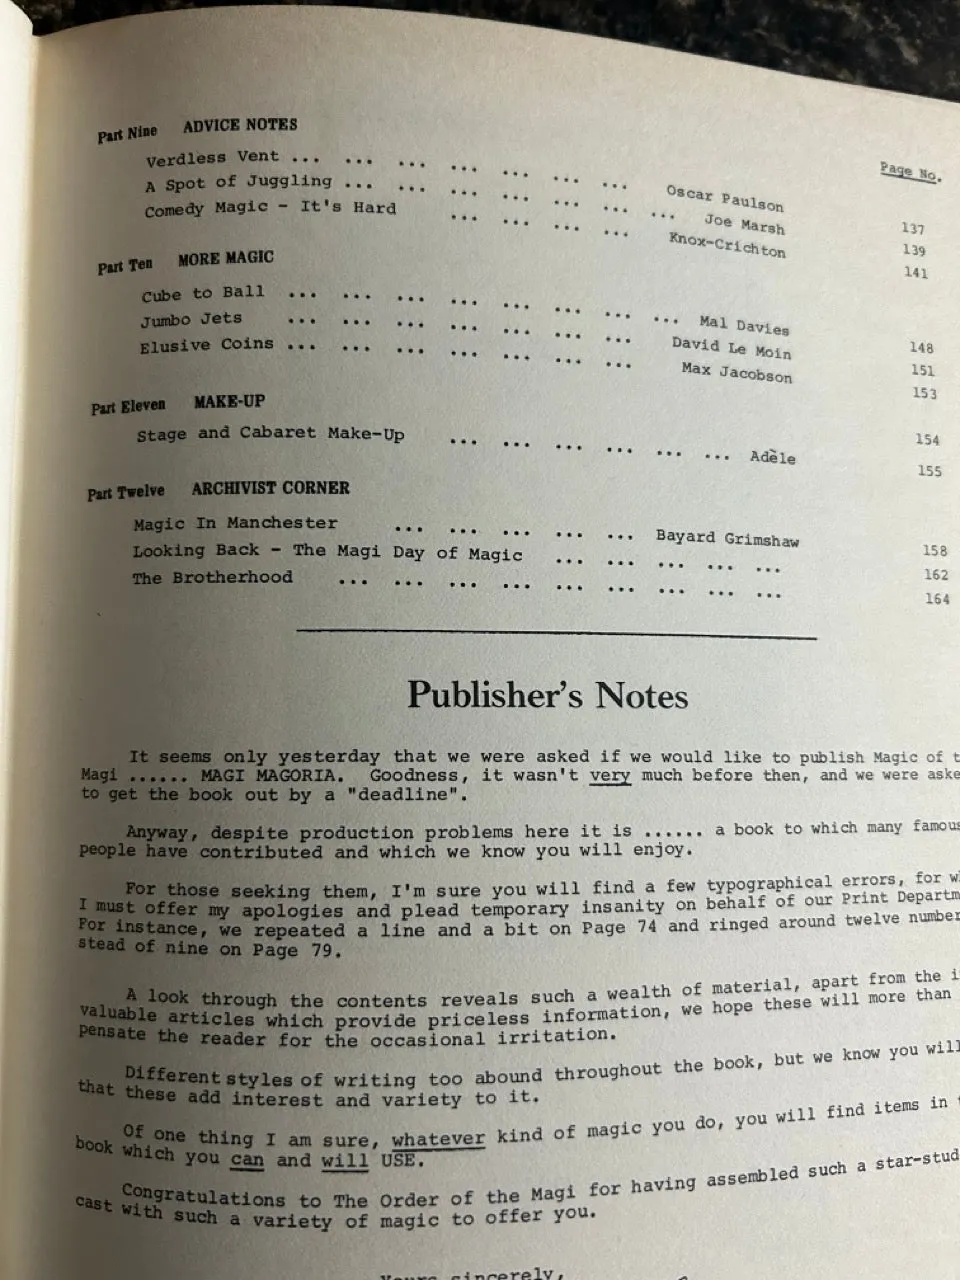 Page No.
Part Nine ADVICE NOTES
Verdless Vent ... ... ... ... ... ... ... Oscar Paulson 137
A Spot of Juggling ... ... ... ... ... ... ... Joe Marsh 139
Comedy Magic - It's Hard ... ... ... ... Knox-Crichton 141
Part Ten MORE MAGIC
Cube to Ball ... ... ... ... ... ... ... ... Mal Davies 148
Jumbo Jets ... ... ... ... ... ... ... David Le Moin 151
Elusive Coins ... ... ... ... ... ... ... Max Jacobson 153
Part Eleven MAKE-UP 154
Stage and Cabaret Make-Up ... ... ... ... ... ... Adèle 155
Part Twelve ARCHIVIST CORNER
Magic In Manchester ... ... ... ... ... Bayard Grimshaw 158
Looking Back - The Magi Day of Magic ... ... ... ... ... 162
The Brotherhood ... ... ... ... ... ... ... ... ... 164
Publisher's Notes
It seems only yesterday that we were asked if we would like to publish Magic of t
Magi ...... MAGI MAGORIA. Goodness, it wasn't very much before then, and we were aske
to get the book out by a "deadline".
Anyway, despite production problems here it is ...... a book to which many famous
people have contributed and which we know you will enjoy.
For those seeking them, I'm sure you will find a few typographical errors, for w
I must offer my apologies and plead temporary insanity on behalf of our Print Departm
For instance, we repeated a line and a bit on Page 74 and ringed around twelve number
stead of nine on Page 79.
A look through the contents reveals such a wealth of material, apart from the i
valuable articles which provide priceless information, we hope these will more than
pensate the reader for the occasional irritation.
Different styles of writing too abound throughout the book, but we know you will
that these add interest and variety to it.
Of one thing I am sure, whatever kind of magic you do, you will find items in t
book which you can and will USE.
Congratulations to The Order of the Magi for having assembled such a star-stud
cast with such a variety of magic to offer you.
Yours sincerely,